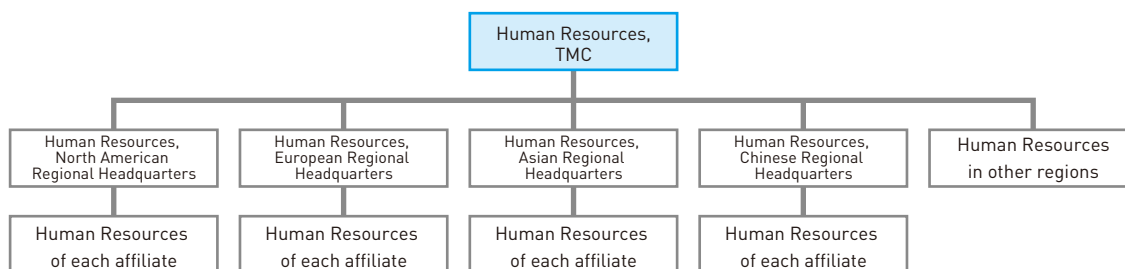 Human Resources,
TMC
Human Resources,
North American
Regional Headquarters
Human Resources,
European Regional
Headquarters
Human Resources,
Asian Regional
Headquarters
Human Resources,
Chinese Regional
Headquarters
Human Resources
in other regions
Human Resources
of each affiliate
Human Resources
of each affiliate
Human Resources
of each affiliate
Human Resources
of each affiliate